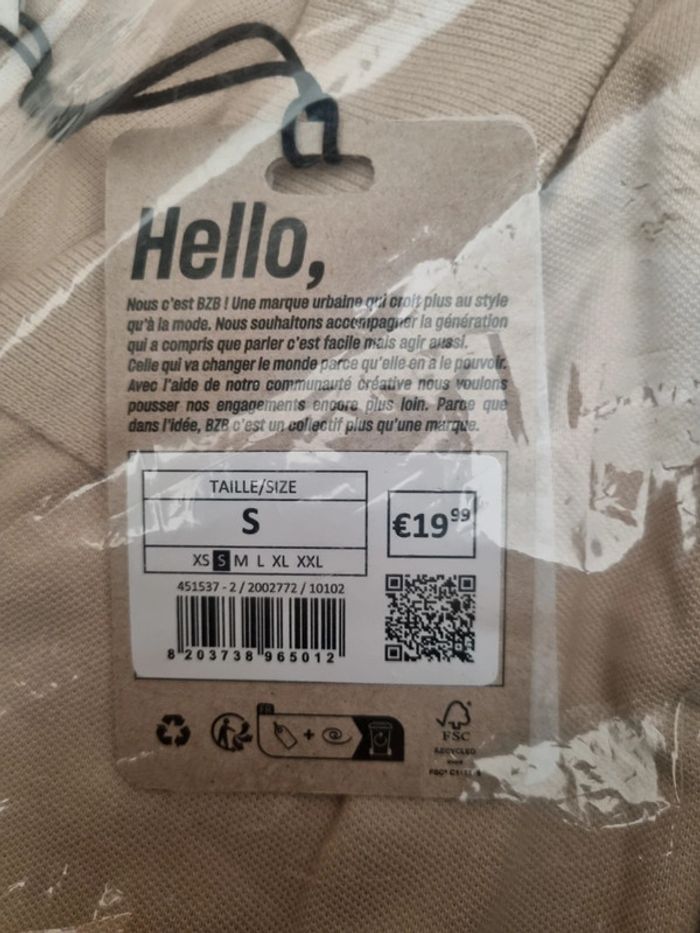 Hello,
Nous c'est BZB ! Une marque urbaine qui croit plus au style
qu'à la mode. Nous souhaitons accompagner la génération
qui a compris que parler c'est facile mais agir aussi.
Celle qui va changer le monde parce qu'elle en a le pouvoir.
Avec l'aide de notre communauté créative nous voulons
pousser nos engagements encore plus loin. Parce que
dans l'idée, BZB c'est un collectif plus qu'une marque.
TAILLE/SIZE
S
€19 99
XS S M L XL XXL
451537 - 2 / 2002772 / 10102
8 203738 965012
FR
+
FSC
RECYCLED